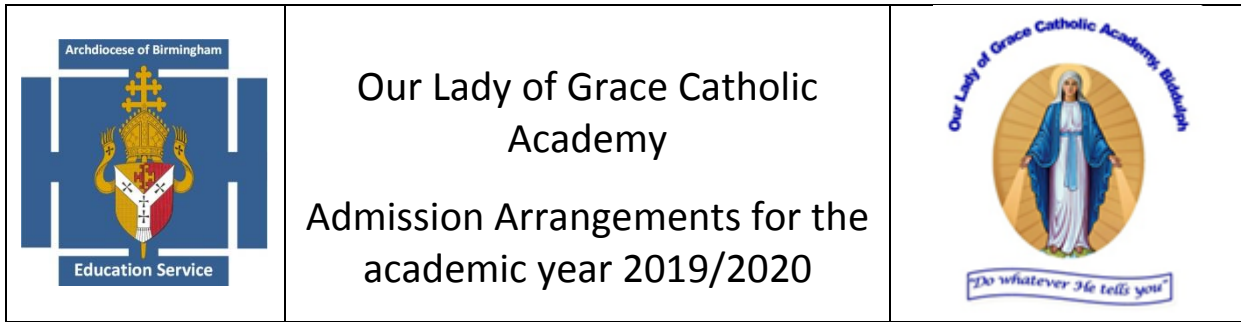 Archdiocese of Birmingham
Education Service
Our Lady of Grace Catholic
Academy
Admission Arrangements for the
academic year 2019/2020
Our Lady of Grace Catholic Academy, Biddulph
"Do whatever He tells you"